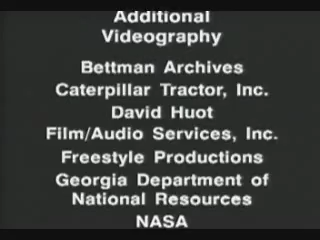 Additional
Videography
Bettman Archives
Caterpillar Tractor, Inc.
David Huot
Film/Audio Services, Inc.
Freestyle Productions
Georgia Department of
National Resources
NASA